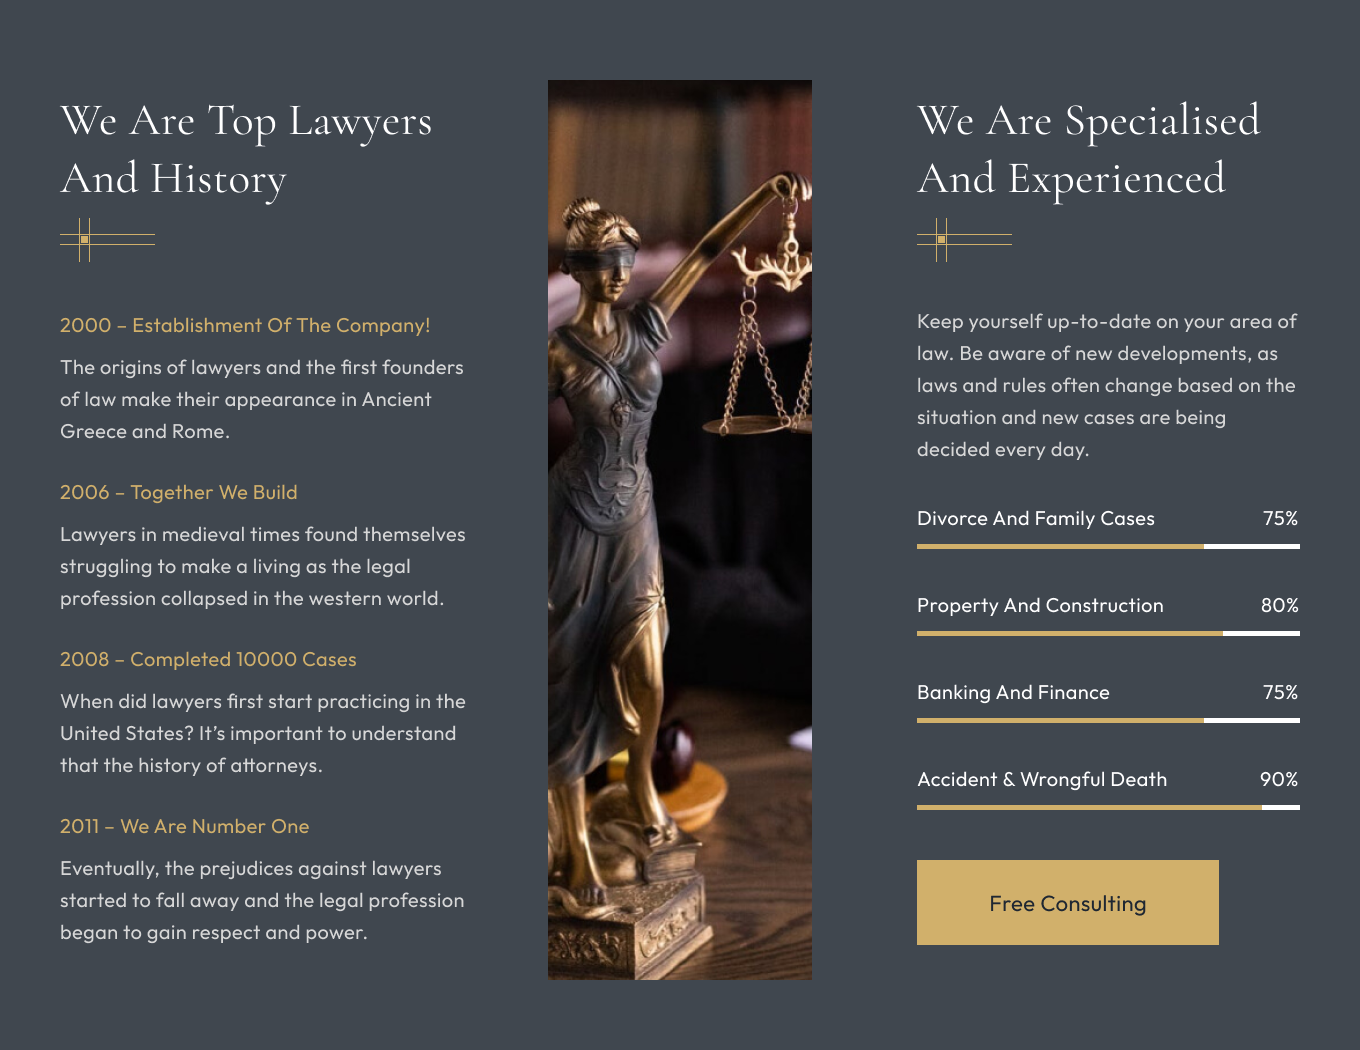 We Are Top Lawyers
And History
2000 – Establishment Of The Company!
The origins of lawyers and the first founders
of law make their appearance in Ancient
Greece and Rome.
2006 – Together We Build
Lawyers in medieval times found themselves
struggling to make a living as the legal
profession collapsed in the western world.
2008 – Completed 10000 Cases
When did lawyers first start practicing in the
United States? It’s important to understand
that the history of attorneys.
2011 – We Are Number One
Eventually, the prejudices against lawyers
started to fall away and the legal profession
began to gain respect and power.
We Are Specialised
And Experienced
Keep yourself up-to-date on your area of
law. Be aware of new developments, as
laws and rules often change based on the
situation and new cases are being
decided every day.
Divorce And Family Cases 75%
Property And Construction 80%
Banking And Finance 75%
Accident & Wrongful Death 90%
Free Consulting